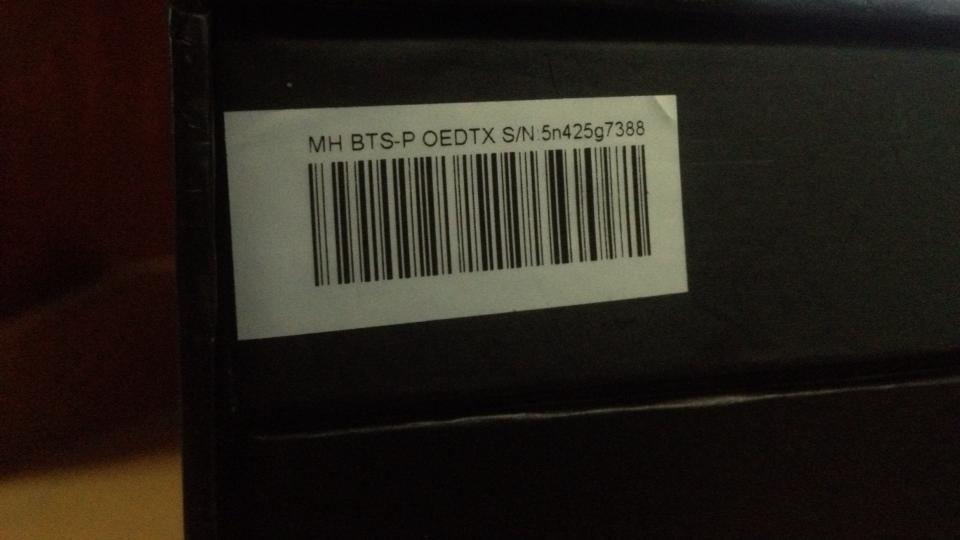 MH BTS-P OEDTX S/N:5n425g7388